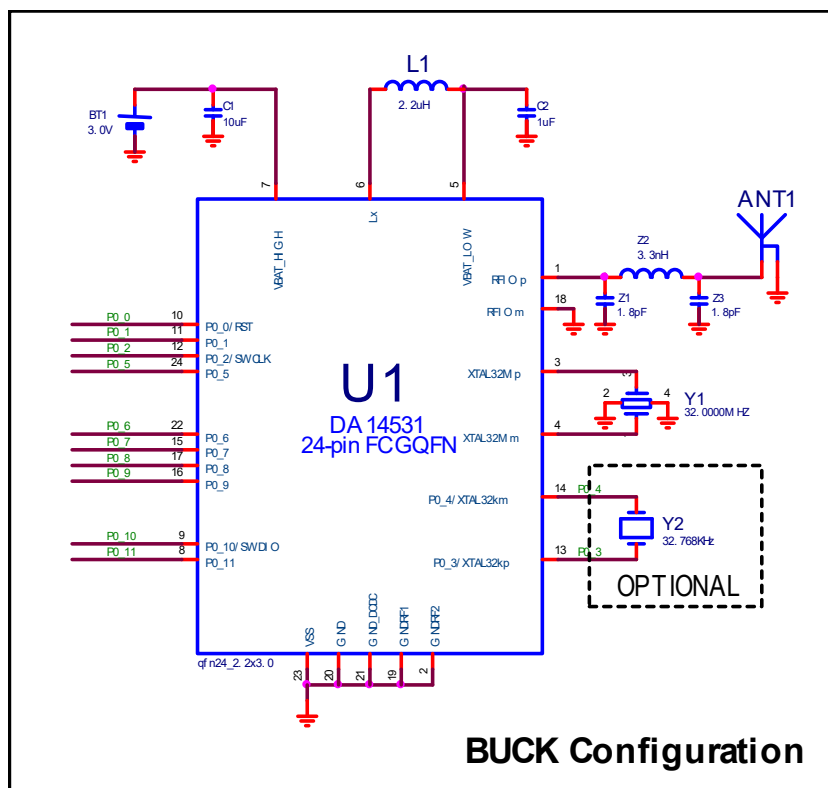 L1
2.2uH
BT1
3.0V
C1
10uF
C2
1uF
7
6
5
VBAT_HIGH
Lx
VBAT_LOW
ANT1
Z2
3.3nH
1
RFIOp
18
RFIOm
Z1
1.8pF
Z3
1.8pF
P0_0
10
P0_0/RST
P0_1
11
P0_1
P0_2
12
P0_2/SWCLK
P0_5
24
P0_5
U1
DA14531
24-pin FCGQFN
3
XTAL32Mp
4
XTAL32Mm
2
4
Y1
32.0000MHZ
P0_6
22
P0_6
P0_7
15
P0_7
P0_8
17
P0_8
P0_9
16
P0_9
14
P0_4
P0_4/XTAL32km
Y2
32.768KHz
13
P0_3
P0_3/XTAL32kp
OPTIONAL
P0_10
9
P0_10/SWDIO
P0_11
8
P0_11
VSS
GND
GND_DCDC
GNDRF1
GNDRF2
qfn24_2.2x3.0
23
20
21
19
2
BUCK Configuration